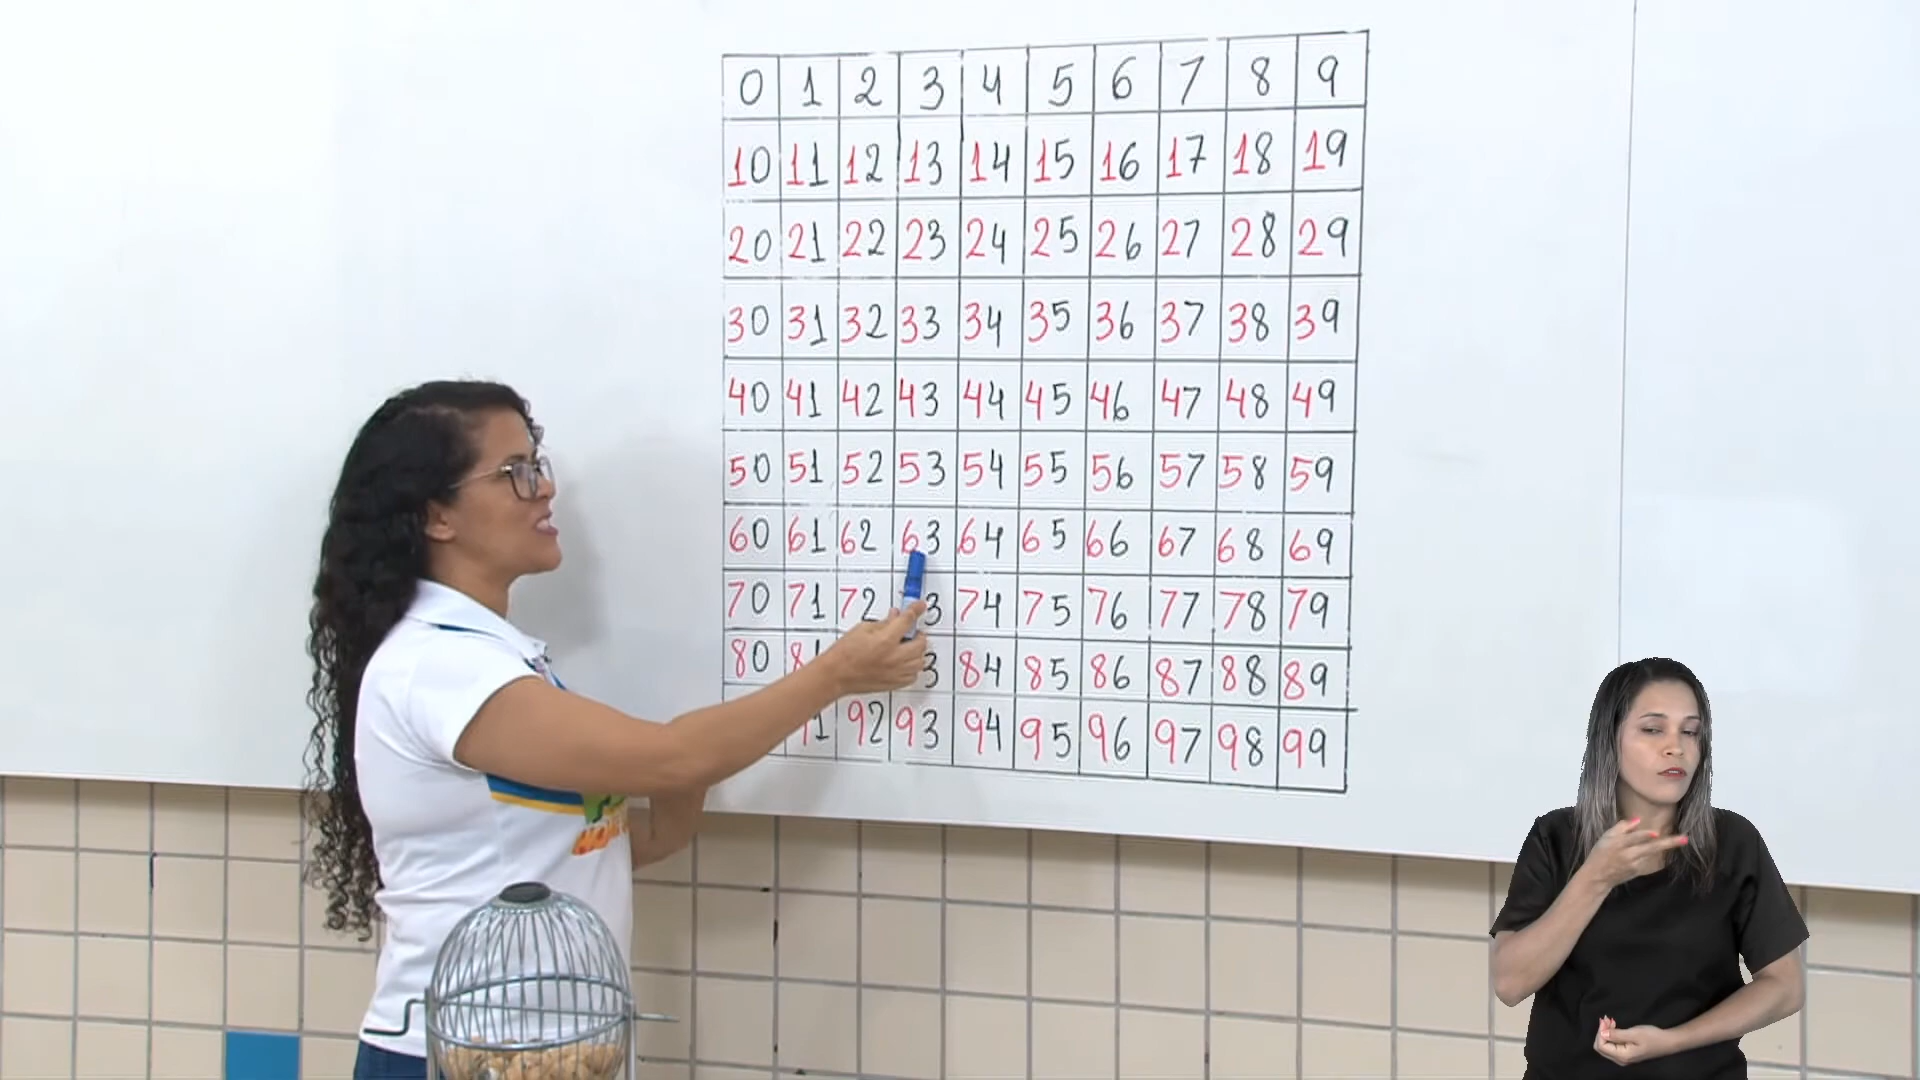 0 1 2 3 4 5 6 7 8 9
10 11 12 13 14 15 16 17 18 19
20 21 22 23 24 25 26 27 28 29
30 31 32 33 34 35 36 37 38 39
40 41 42 43 44 45 46 47 48 49
50 51 52 53 54 55 56 57 58 59
60 61 62 63 64 65 66 67 68 69
70 71 72 3 74 75 76 77 78 79
80 81 3 84 85 86 87 88 89
91 92 93 94 95 96 97 98 99